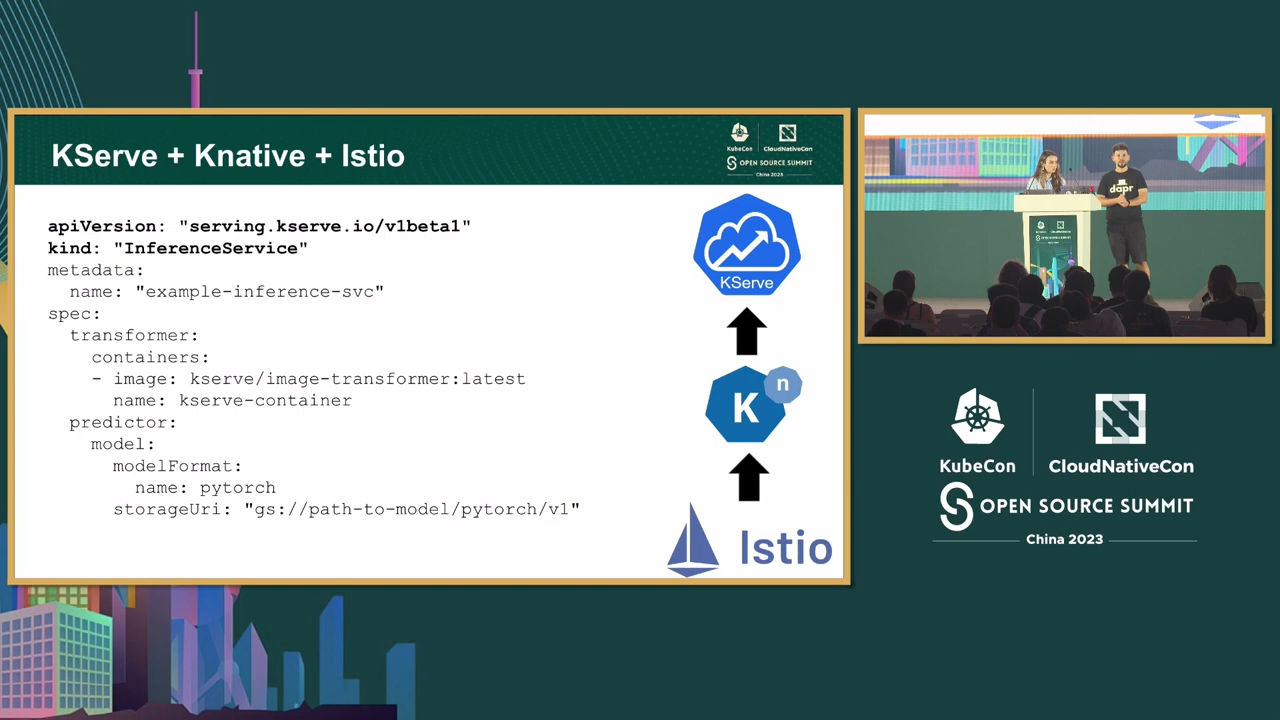 KServe + Knative + Istio
KubeCon
CloudNativeCon
OPEN SOURCE SUMMIT
China 2023
apiVersion: "serving.kserve.io/v1beta1"
kind: "InferenceService"
metadata:
name: "example-inference-svc"
spec:
transformer:
containers:
- image: kserve/image-transformer:latest
name: kserve-container
predictor:
model:
modelFormat:
name: pytorch
storageUri: "gs://path-to-model/pytorch/v1"
KServe
K
n
Istio
dapr
KubeCon
CloudNativeCon
OPEN SOURCE SUMMIT
China 2023